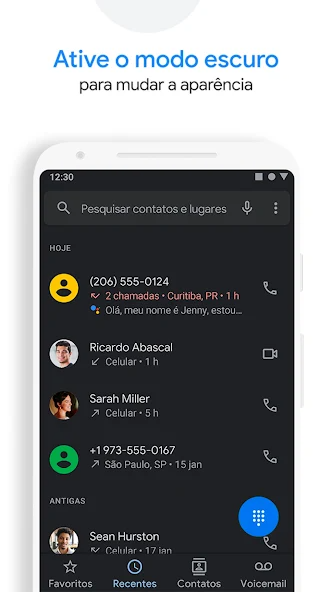 Ative o modo escuro
para mudar a aparência
12:30
Pesquisar contatos e lugares
HOJE
(206) 555-0124
2 chamadas • Curitiba, PR • 1 h
Olá, meu nome é Jenny, estou...
Ricardo Abascal
Celular • 1 h
Sarah Miller
Celular • 5 h
+1 973-555-0167
São Paulo, SP • 15 jan
ANTIGAS
Sean Hurston
Celular • 17 jan
Favoritos Recentes Contatos Voicemail